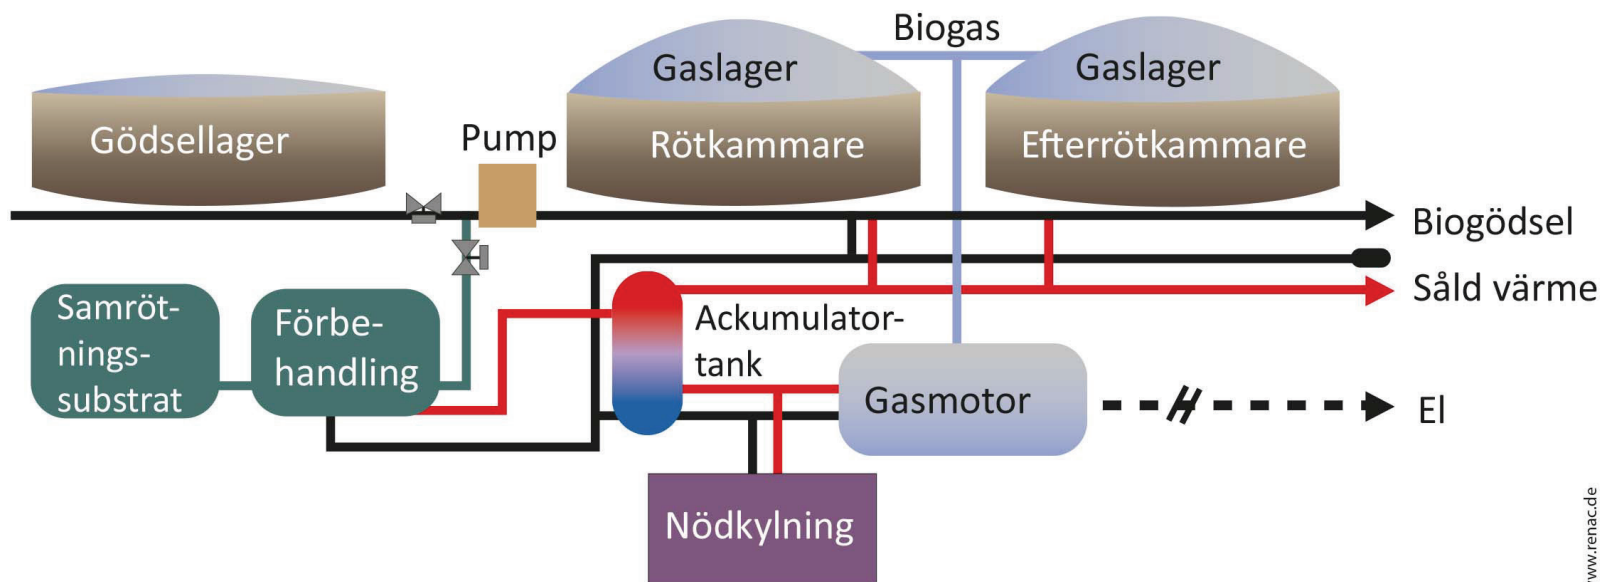 Biogas
Gaslager
Gaslager
Gödsellager
Pump
Rötkammare
Efterrötkammare
Biogödsel
Såld värme
Samröt-
nings-
substrat
Förbe-
handling
Ackumulator-
tank
Gasmotor
El
Nödkylning
www.renac.de